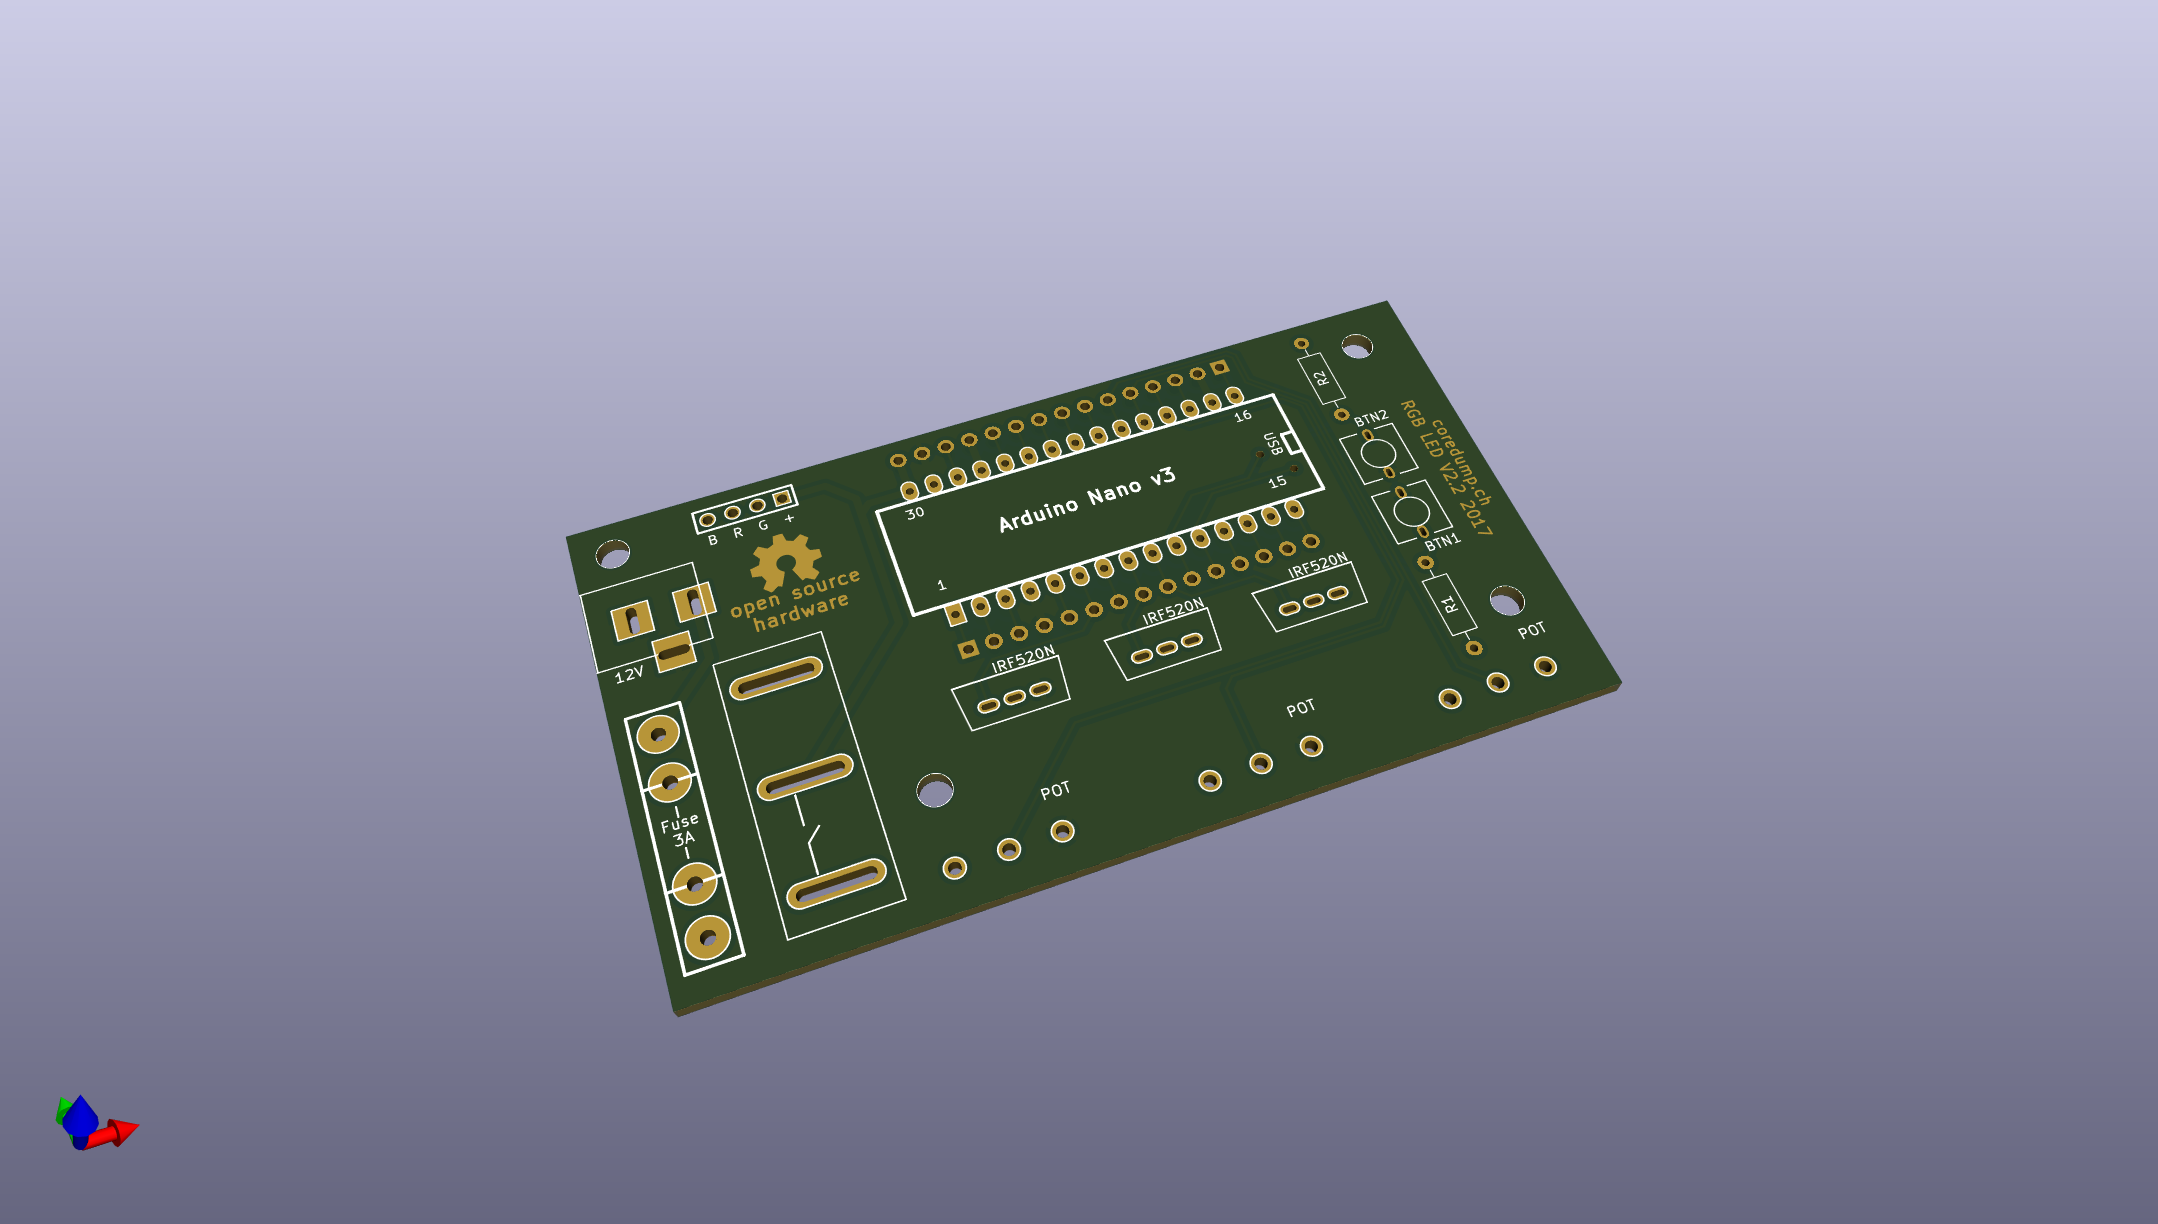 R2
16
BTN2
USB
coredump.ch
RGB LED V2.2 2017
Arduino Nano v3
15
30
B R G +
BTN1
open source
hardware
1
IRF520N
IRF520N
IRF520N
R1
POT
12V
POT
POT
Fuse
3A